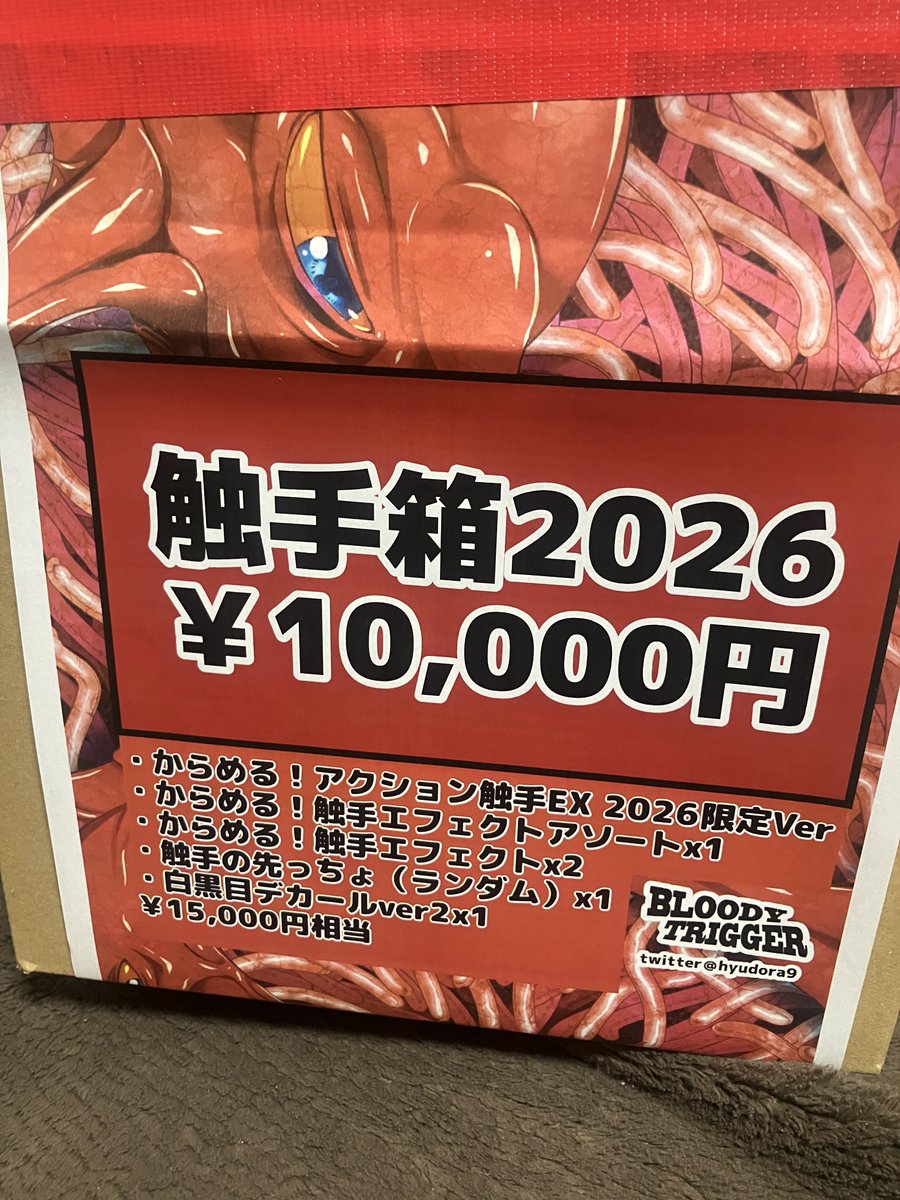 触手箱2026
¥10,000円
・からめる！アクション触手EX 2026限定Ver
・からめる！触手エフェクトアソートx1
・からめる！触手エフェクトx2
・触手の先っちょ（ランダム）x1
・白黒目デカールver2x1
¥15,000円相当
BLOODY
TRIGGER
twitter@hyudora9